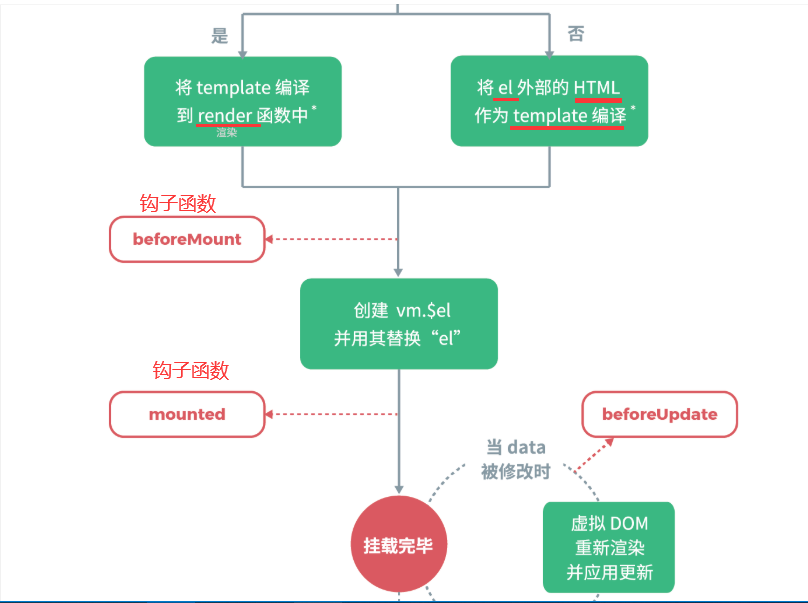 是
否
将 template 编译
到 render 函数中*
渲染
将 el 外部的 HTML
作为 template 编译*
钩子函数
beforeMount
创建 vm.$el
并用其替换“el”
钩子函数
mounted
beforeUpdate
当 data
被修改时
挂载完毕
虚拟 DOM
重新渲染
并应用更新